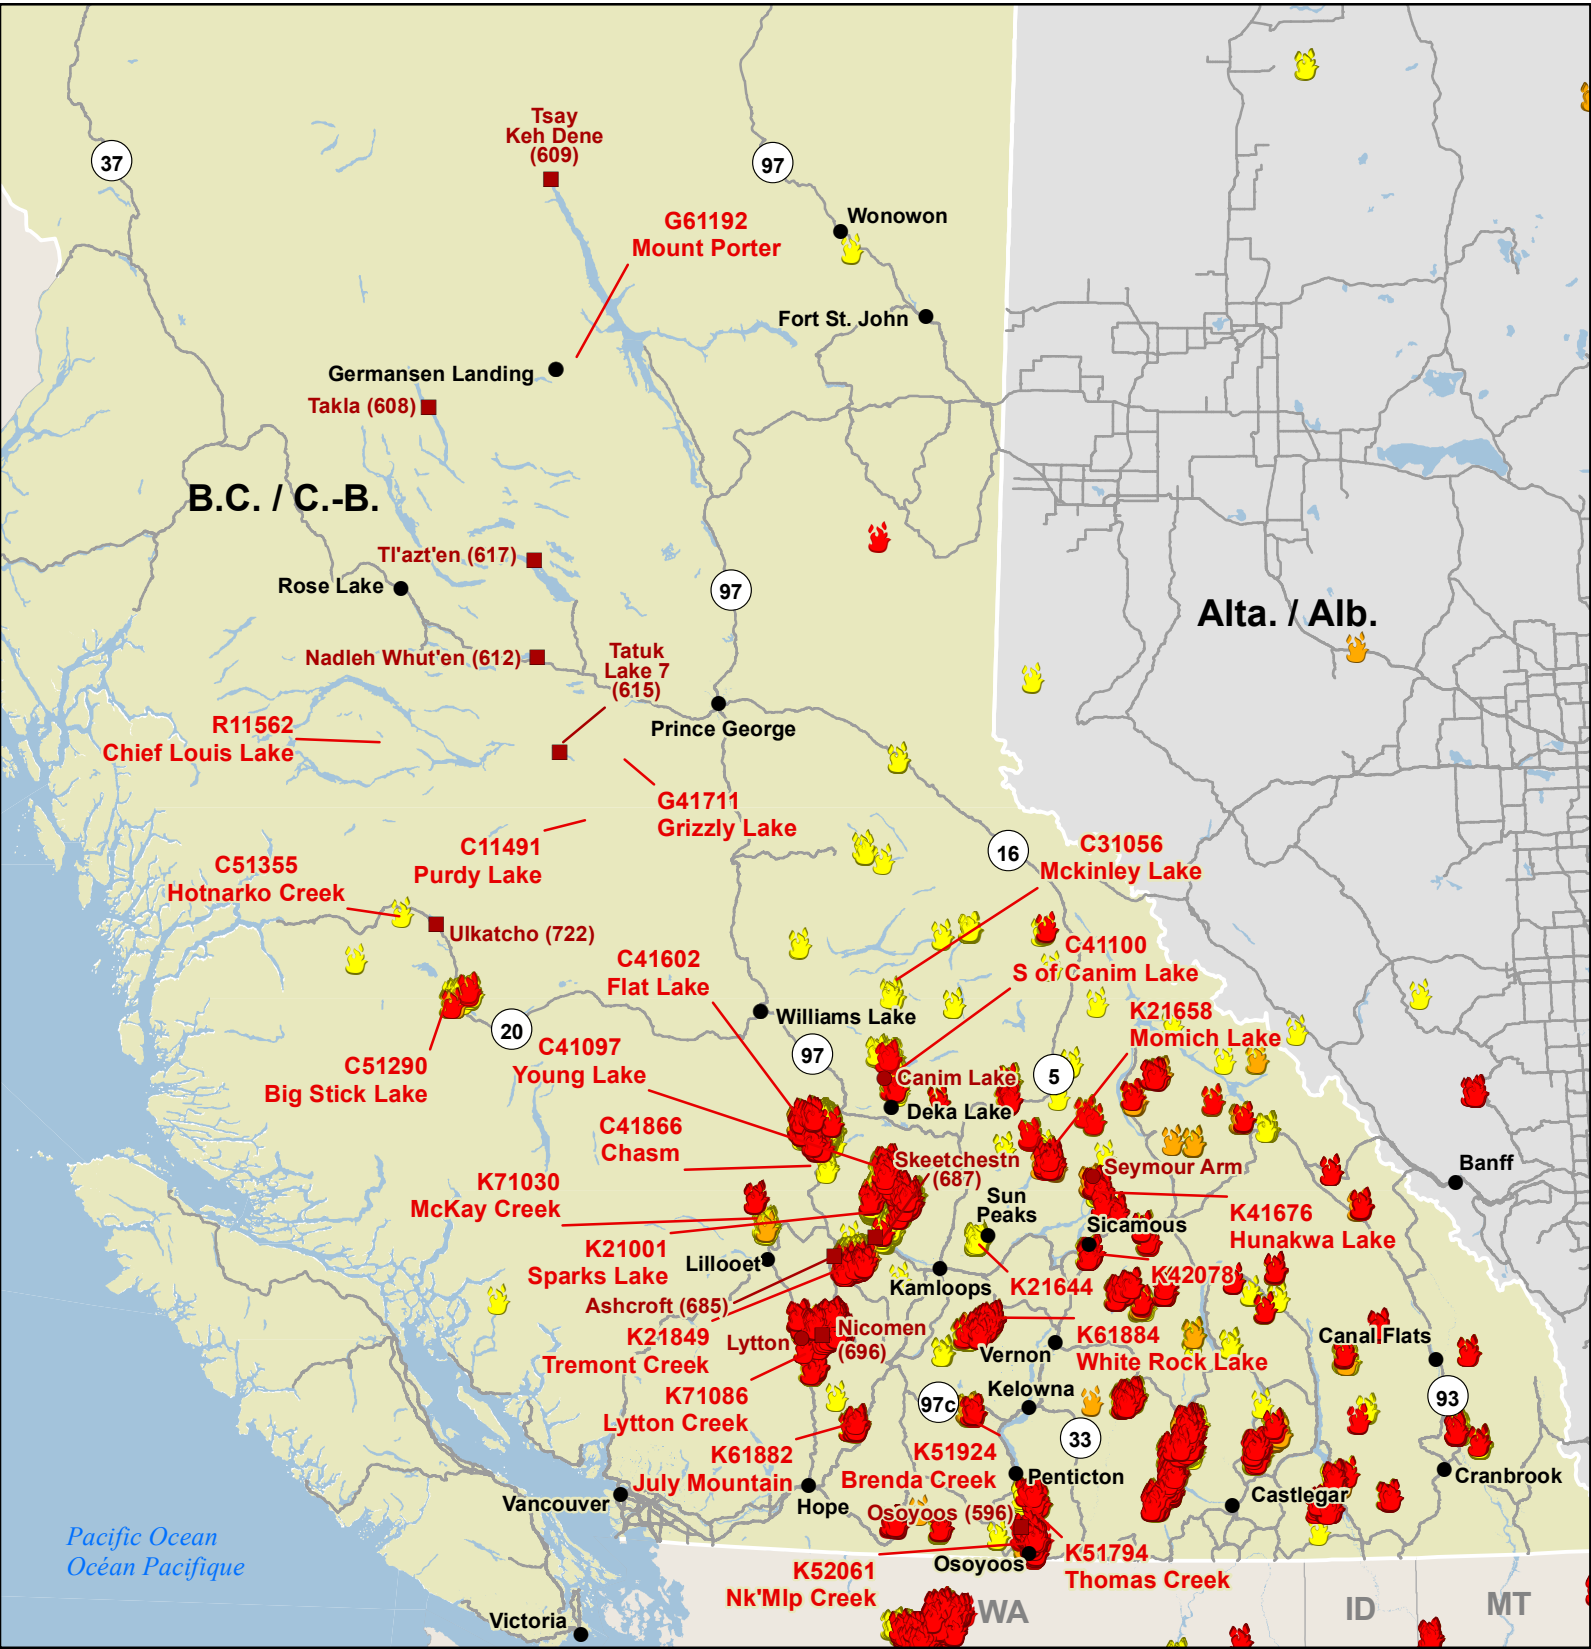 Tsay
Keh Dene
(609)
37
97
G61192
Mount Porter
Wonowon
Fort St. John
Germansen Landing
Takla (608)
B.C. / C.-B.
Tl'azt'en (617)
Rose Lake
97
Alta. / Alb.
Nadleh Whut'en (612)
Tatuk
Lake 7
(615)
R11562
Chief Louis Lake
Prince George
G41711
Grizzly Lake
C11491
Purdy Lake
16
C31056
Mckinley Lake
C51355
Hotnarko Creek
Ulkatcho (722)
C41602
Flat Lake
C41100
S of Canim Lake
Williams Lake
K21658
Momich Lake
20
97
C51290
Big Stick Lake
C41097
Young Lake
5
Canim Lake
Deka Lake
C41866
Chasm
Skeetchestn
(687)
Seymour Arm
Banff
K71030
McKay Creek
Sun
Peaks
Sicamous
K41676
Hunakwa Lake
K21001
Sparks Lake
Lillooet
Kamloops
K21644
K42078
Ashcroft (685)
K21849
Tremont Creek
Lytton
Nicomen
(696)
Vernon
K61884
White Rock Lake
Canal Flats
K71086
Lytton Creek
97c
Kelowna
93
33
K61882
July Mountain
K51924
Brenda Creek
Penticton
Cranbrook
Castlegar
Vancouver
Hope
Osoyoos (596)
Pacific Ocean
Océan Pacifique
K52061
Nk'Mlp Creek
Osoyoos
K51794
Thomas Creek
Victoria
WA
ID
MT